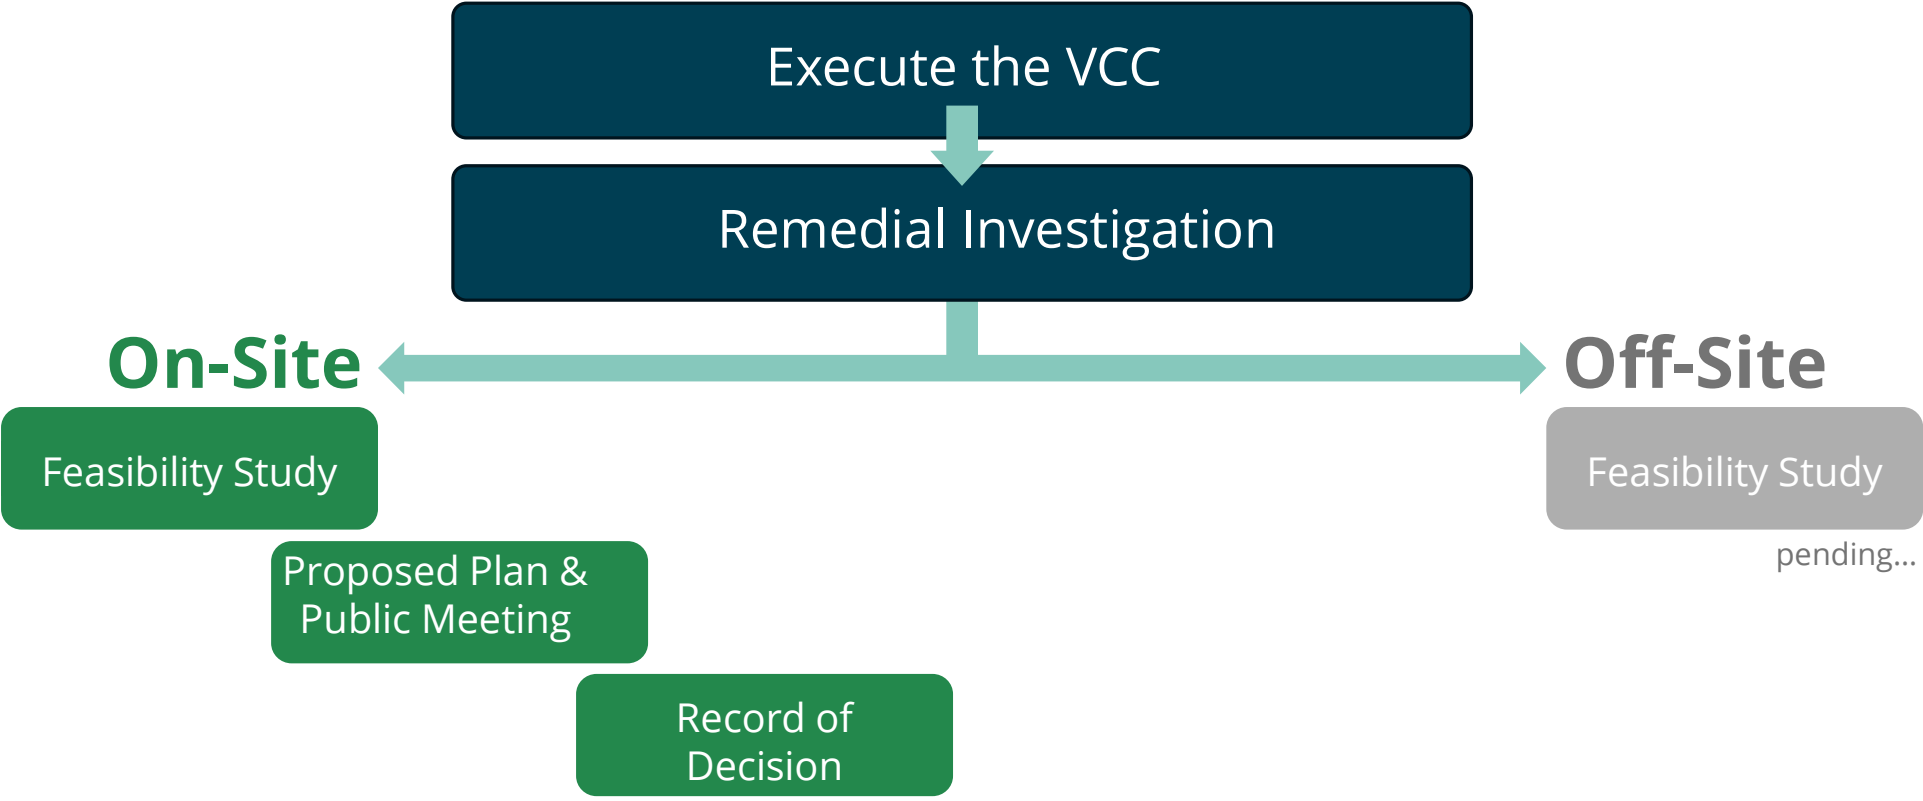 Execute the VCC
Remedial Investigation
On-Site
Off-Site
Feasibility Study
Feasibility Study
pending...
Proposed Plan &
Public Meeting
Record of
Decision